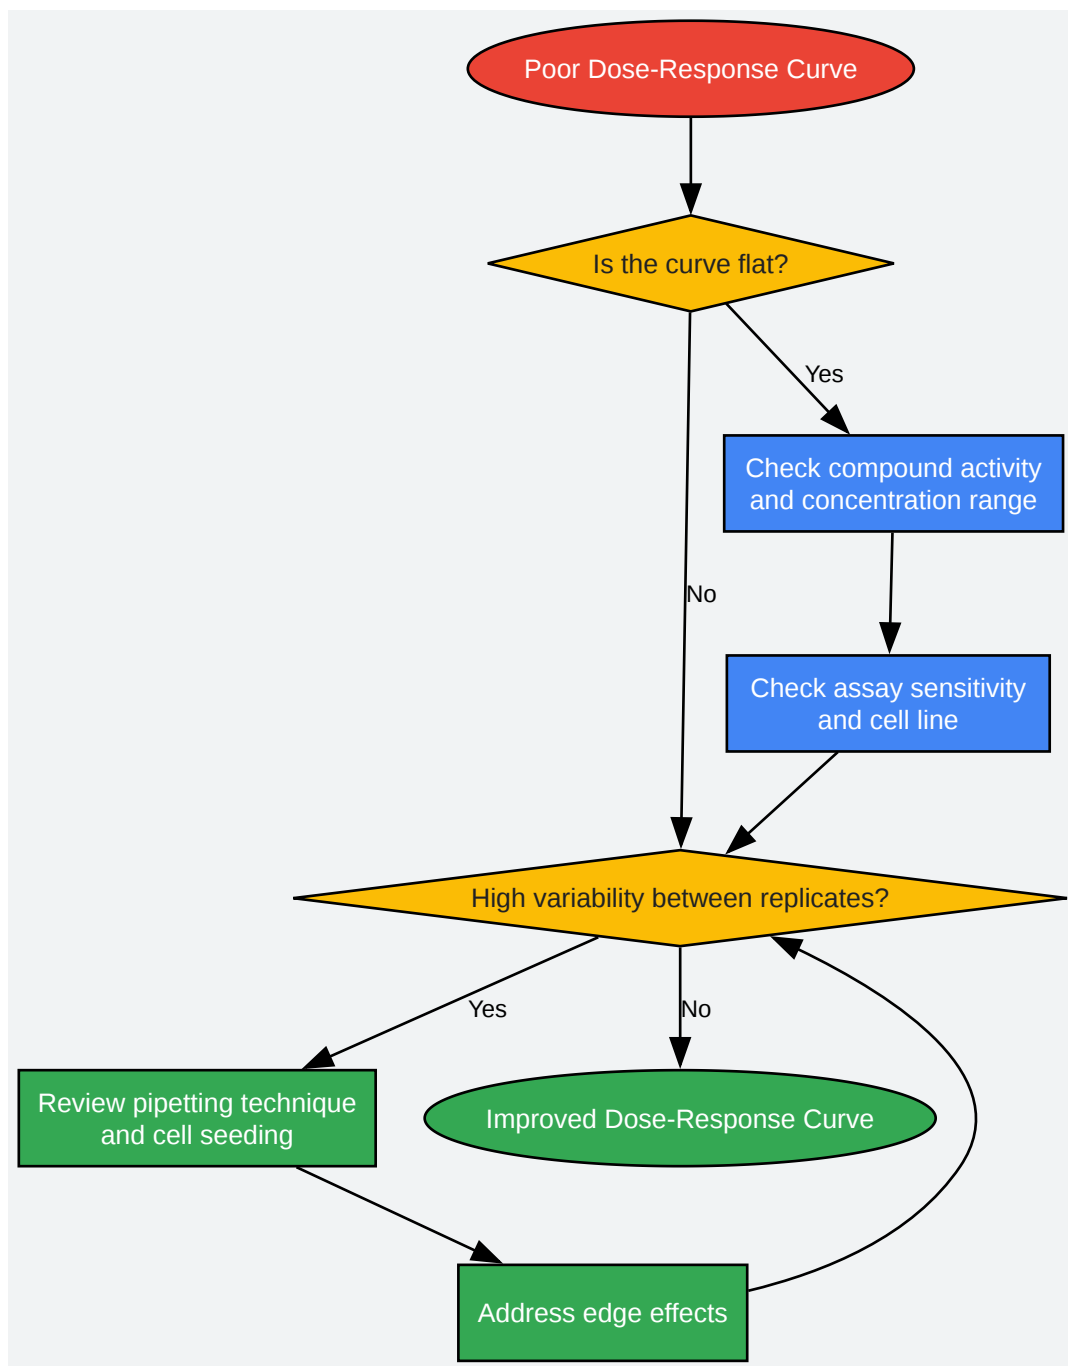 Poor Dose-Response Curve
Is the curve flat?
Yes
Check compound activity
and concentration range
No
Check assay sensitivity
and cell line
High variability between replicates?
Yes
No
Review pipetting technique
and cell seeding
Improved Dose-Response Curve
Address edge effects